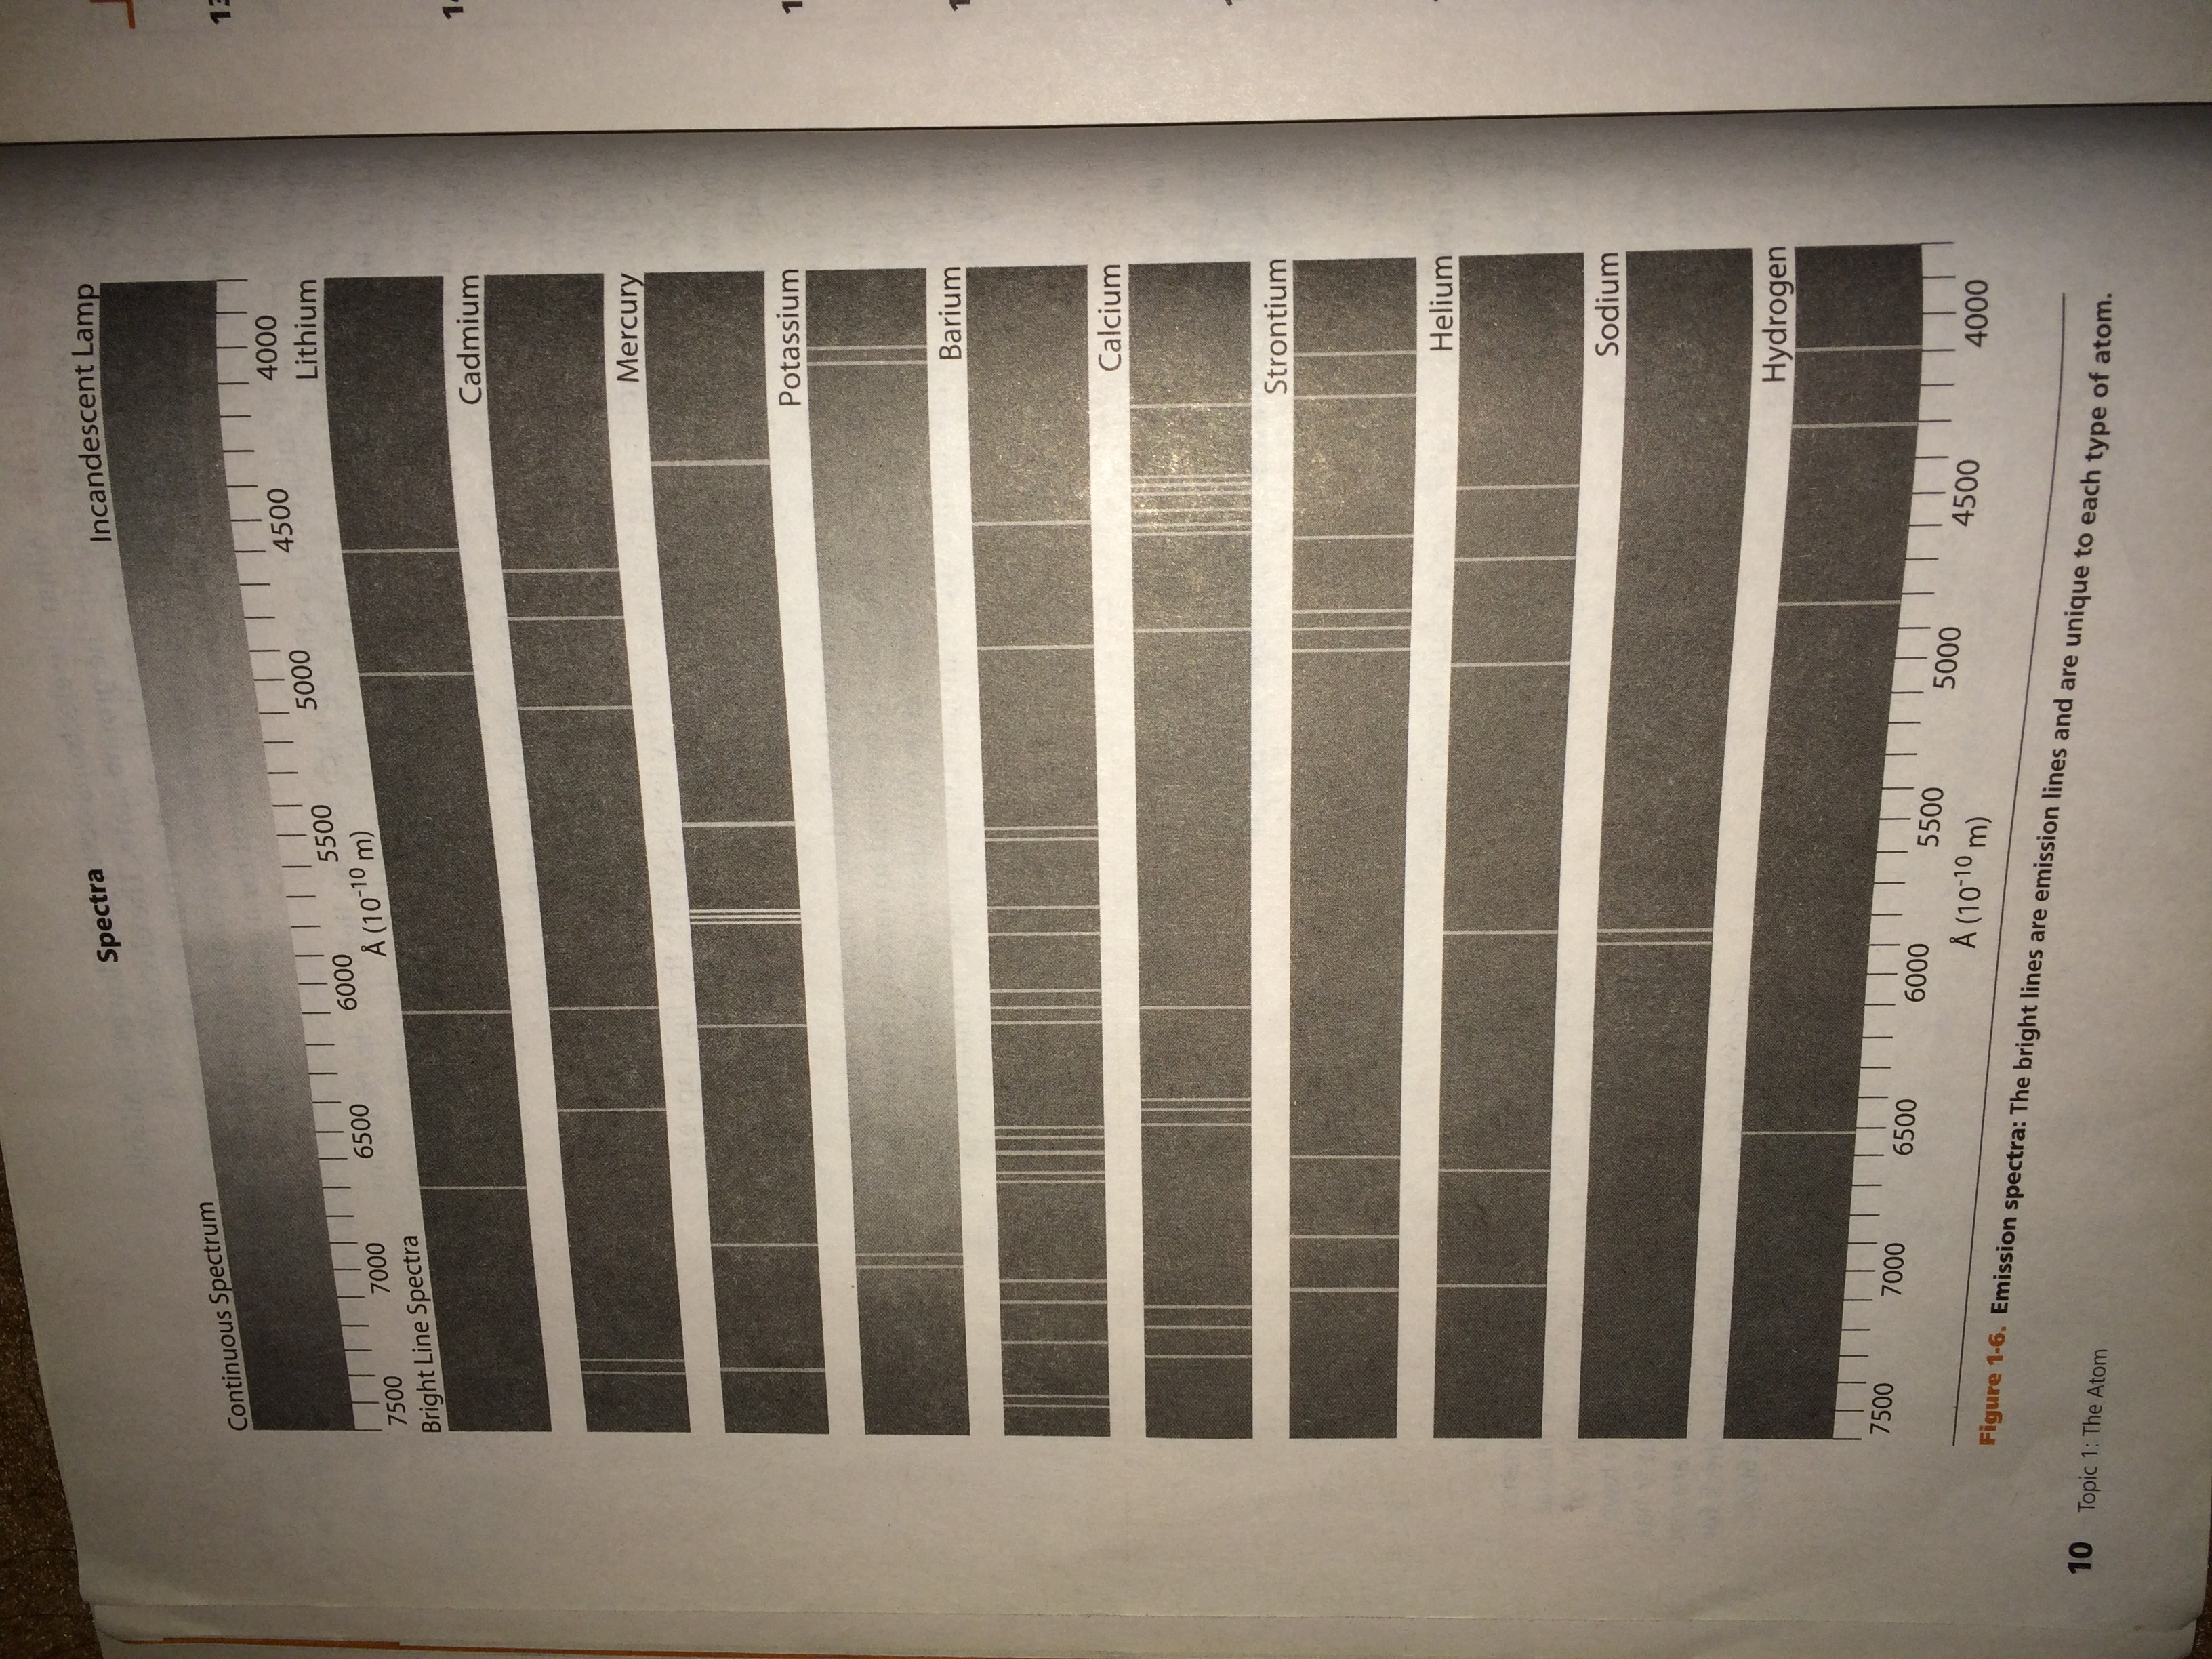 Spectra
Incandescent Lamp
Continuous Spectrum
7500 7000 6500 6000 5500 5000 4500 4000
Å (10⁻¹⁰ m)
Lithium
Bright Line Spectra
Cadmium
Mercury
Potassium
Barium
Calcium
Strontium
Helium
Sodium
Hydrogen
7500 7000 6500 6000 5500 5000 4500 4000
Å (10⁻¹⁰ m)
Figure 1-6. Emission spectra: The bright lines are emission lines and are unique to each type of atom.
10 Topic 1: The Atom